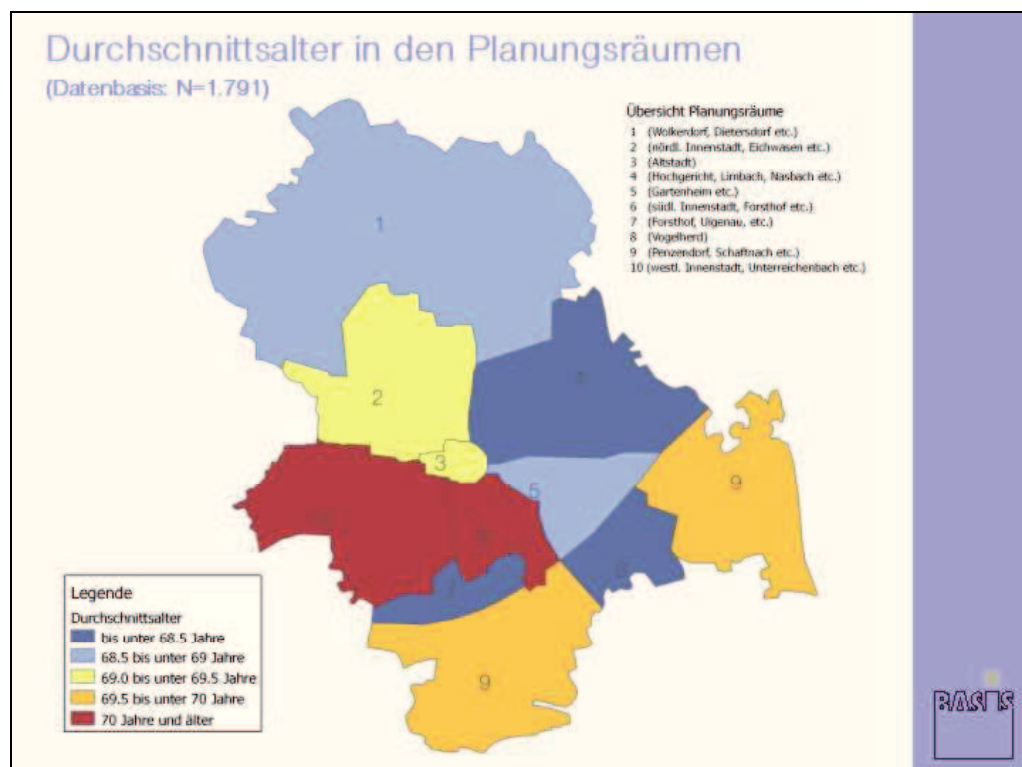 Durchschnittsalter in den Planungsräumen
(Datenbasis: N=1.791)
Übersicht Planungsräume
1 (Wolkerdorf, Dietersdorf etc.)
2 (nördl. Innenstadt, Eichwasen etc.)
3 (Altstadt)
4 (Hochgericht, Limbach, Nasbach etc.)
5 (Gartenheim etc.)
6 (südl. Innenstadt, Forsthof etc.)
7 (Forsthof, Uigenau, etc.)
8 (Vogelherd)
9 (Penzendorf, Schaftnach etc.)
10 (westl. Innenstadt, Unterreichenbach etc.)
1
2
3
5
9
7
9
Legende
Durchschnittsalter
bis unter 68.5 Jahre
68.5 bis unter 69 Jahre
69.0 bis unter 69.5 Jahre
69.5 bis unter 70 Jahre
70 Jahre und älter
BASIS